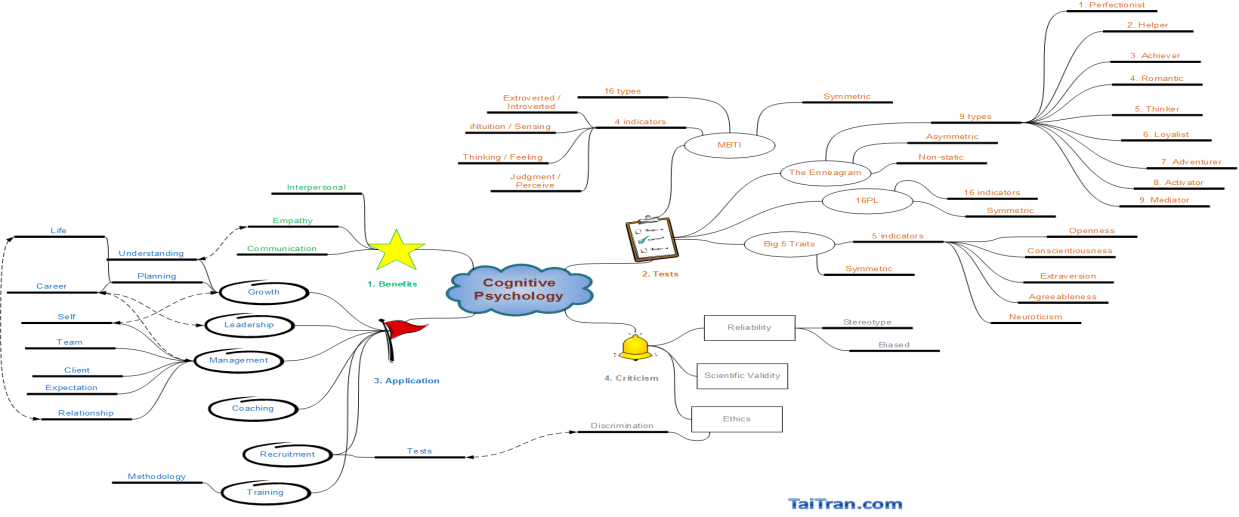 Cognitive
Psychology
1. Benefits
Interpersonal
Empathy
Communication
2. Tests
MBTI
16 types
4 indicators
Extroverted /
Introverted
iNtuition / Sensing
Thinking / Feeling
Judgment /
Perceive
Symmetric
The Enneagram
9 types
1. Perfectionist
2. Helper
3. Achiever
4. Romantic
5. Thinker
6. Loyalist
7. Adventurer
8. Activator
9. Mediator
Asymmetric
Non-static
16PL
16 indicators
Symmetric
Big 5 Traits
5 indicators
Openness
Conscientiousness
Extraversion
Agreeableness
Neuroticism
Symmetric
3. Application
Growth
Understanding
Life
Planning
Career
Leadership
Management
Self
Team
Client
Expectation
Relationship
Coaching
Recruitment
Tests
Training
Methodology
4. Criticism
Reliability
Stereotype
Biased
Scientific Validity
Ethics
Discrimination
TaiTran.com